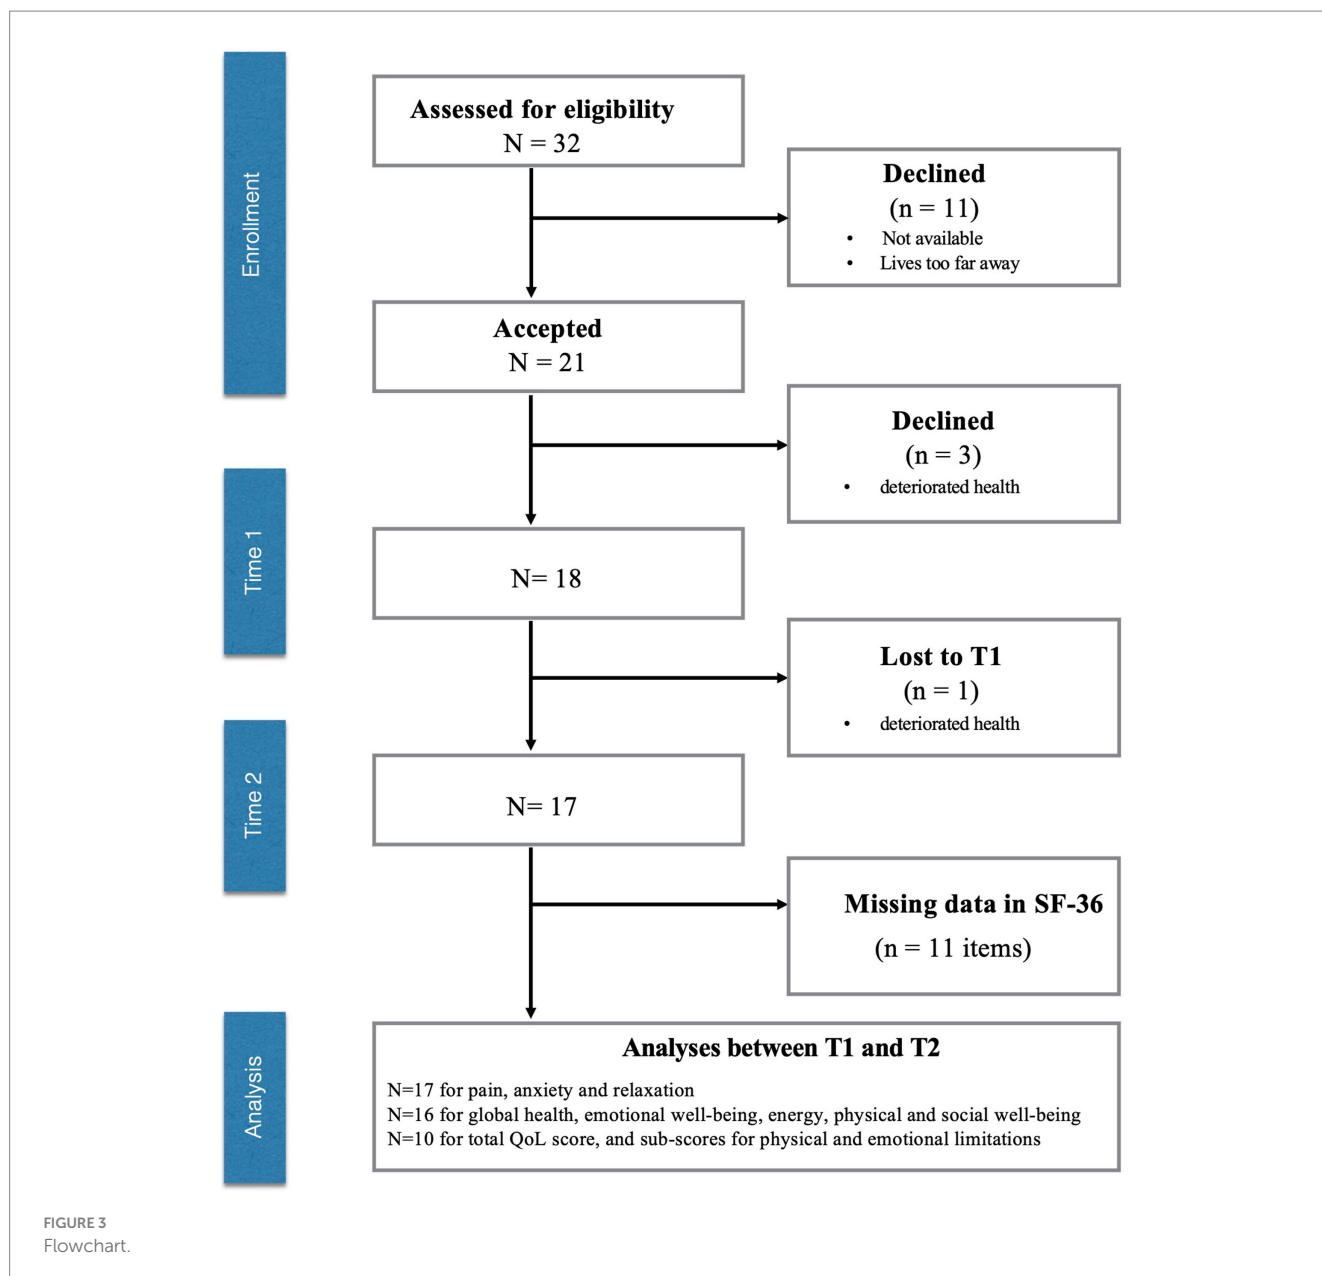 Enrollment
Assessed for eligibility
N = 32
Declined
(n = 11)
• Not available
• Lives too far away
Accepted
N = 21
Declined
(n = 3)
• deteriorated health
Time 1
N= 18
Lost to T1
(n = 1)
• deteriorated health
Time 2
N= 17
Missing data in SF-36
(n = 11 items)
Analysis
Analyses between T1 and T2
N=17 for pain, anxiety and relaxation
N=16 for global health, emotional well-being, energy, physical and social well-being
N=10 for total QoL score, and sub-scores for physical and emotional limitations
FIGURE 3
Flowchart.